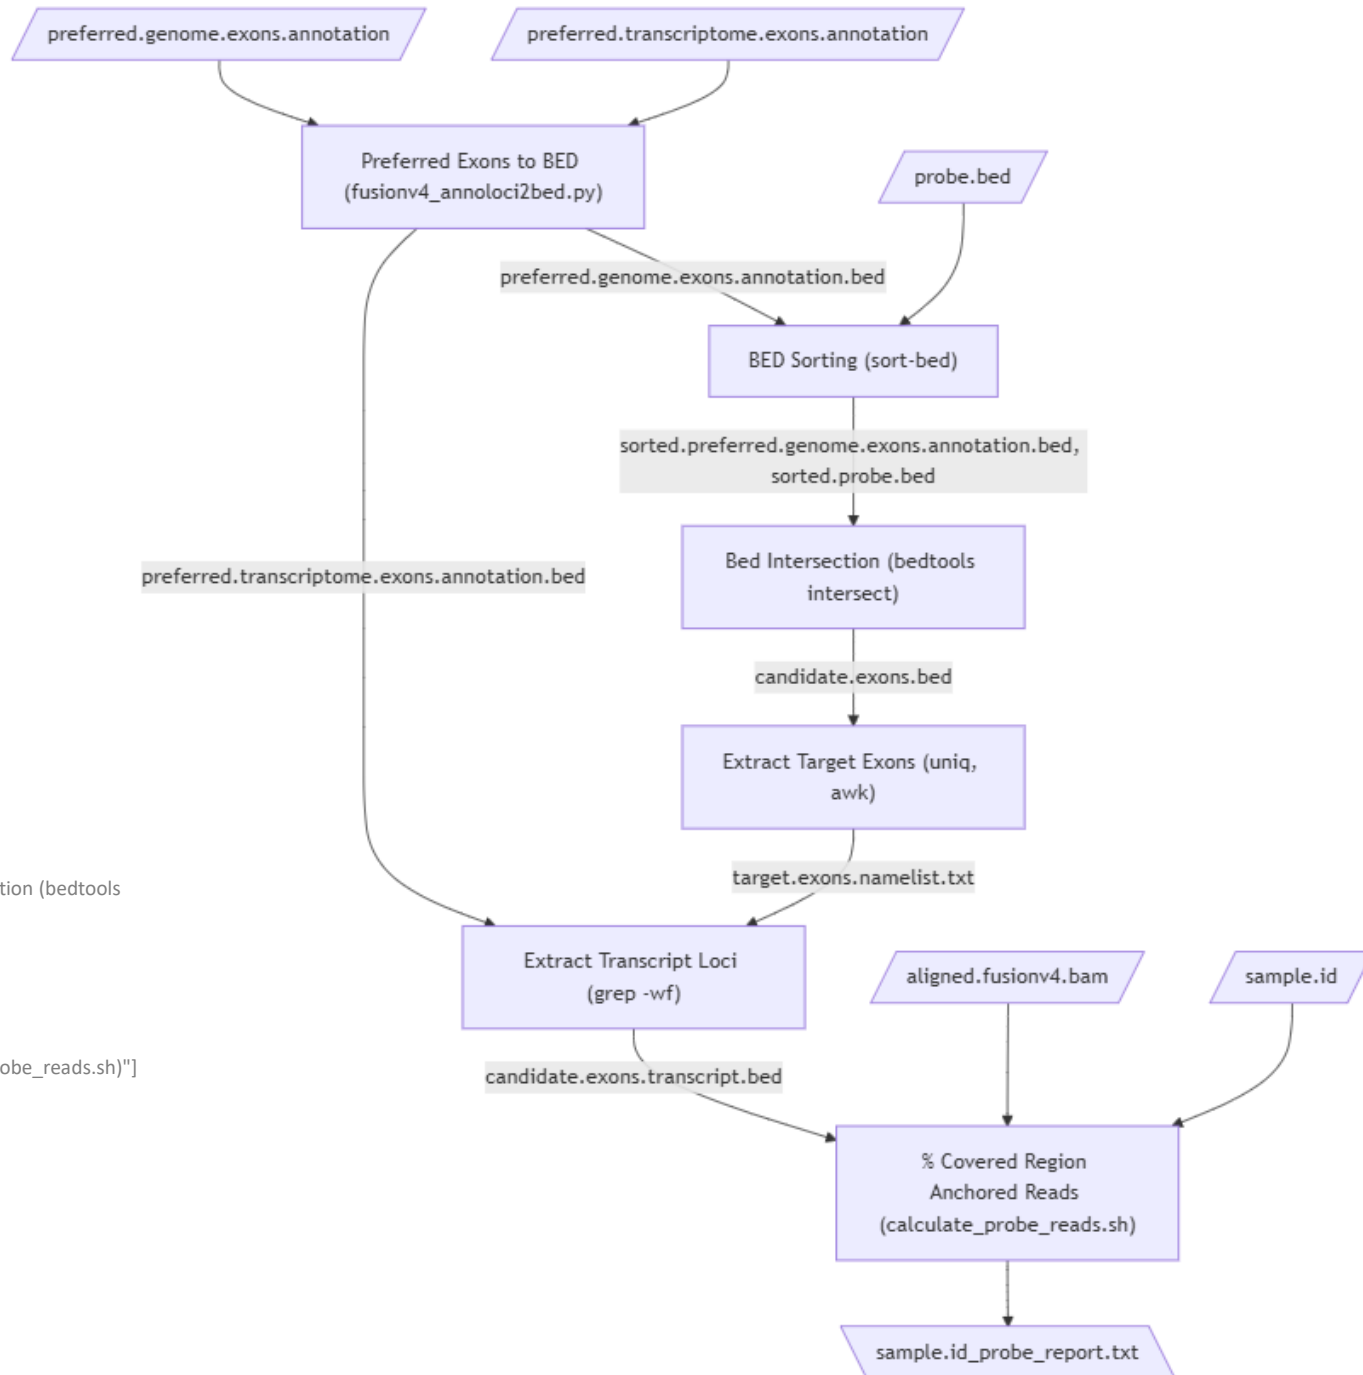 preferred.genome.exons.annotation
preferred.transcriptome.exons.annotation
Preferred Exons to BED
(fusionv4_annoloci2bed.py)
probe.bed
preferred.genome.exons.annotation.bed
BED Sorting (sort-bed)
sorted.preferred.genome.exons.annotation.bed,
sorted.probe.bed
Bed Intersection (bedtools
intersect)
preferred.transcriptome.exons.annotation.bed
candidate.exons.bed
Extract Target Exons (uniq,
awk)
target.exons.namelist.txt
tion (bedtools
Extract Transcript Loci
(grep -wf)
aligned.fusionv4.bam
sample.id
obe_reads.sh)"]
candidate.exons.transcript.bed
% Covered Region
Anchored Reads
(calculate_probe_reads.sh)
sample.id_probe_report.txt